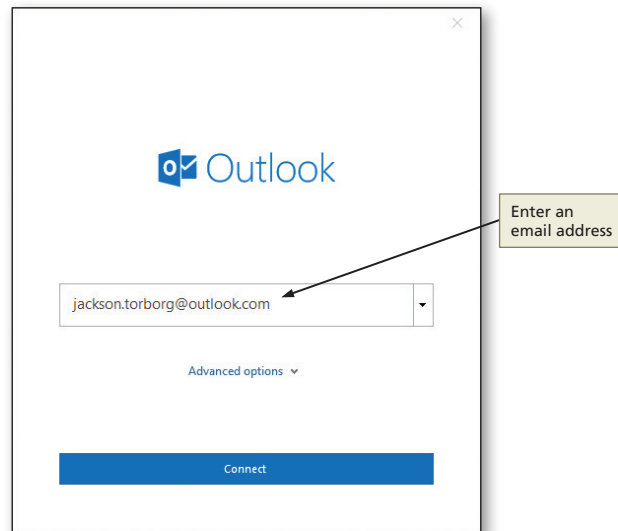 Outlook
Enter an
email address
jackson.torborg@outlook.com
Advanced options
Connect